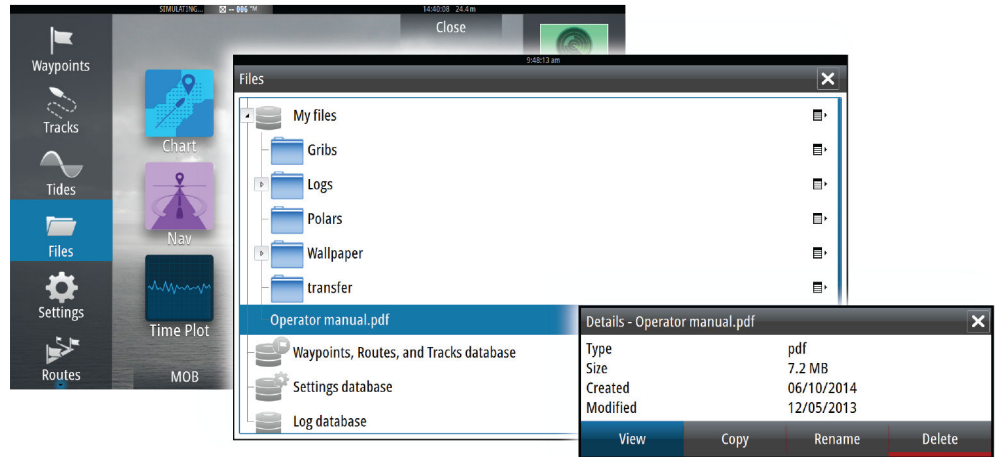 SIMULATING... -- 006 °M 14:40:08 24.4 m
Close
Waypoints
Tracks
Tides
Files
Settings
Routes
Chart
Nav
Time Plot
MOB
9:48:13 am
Files
My files
Gribs
Logs
Polars
Wallpaper
transfer
Operator manual.pdf
Waypoints, Routes, and Tracks database
Settings database
Log database
Details - Operator manual.pdf
Type pdf
Size 7.2 MB
Created 06/10/2014
Modified 12/05/2013
View Copy Rename Delete